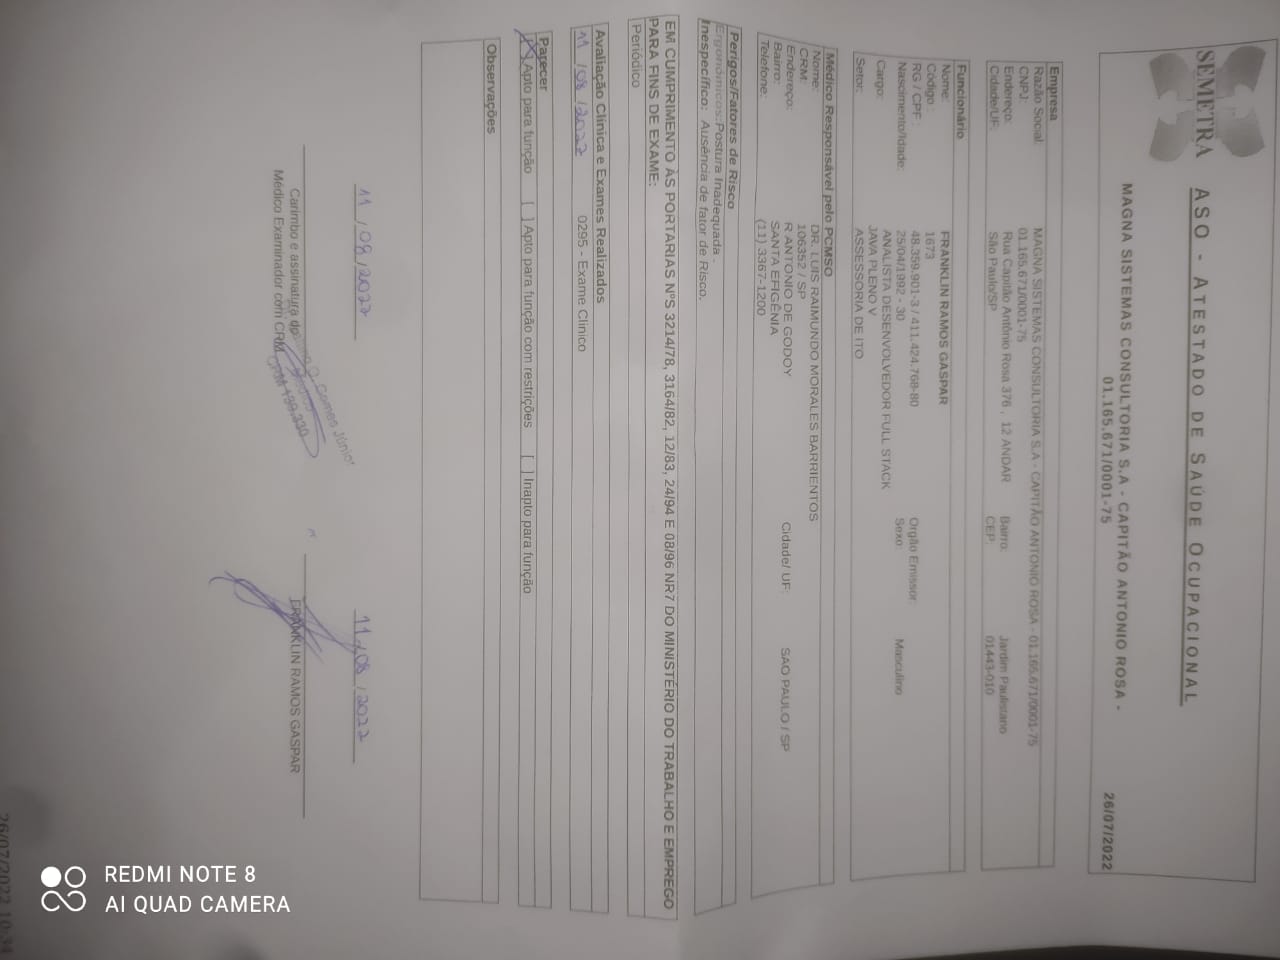 SEMETRA
ASO - ATESTADO DE SAÚDE OCUPACIONAL
MAGNA SISTEMAS CONSULTORIA S.A - CAPITÃO ANTONIO ROSA -
01.165.671/0001-75
26/07/2022
Empresa
Razão Social: MAGNA SISTEMAS CONSULTORIA S.A - CAPITÃO ANTONIO ROSA - 01.165.671/0001-75
CNPJ: 01.165.671/0001-75
Endereço: Rua Capitão Antônio Rosa 376 , 12 ANDAR Bairro: Jardim Paulistano
Cidade/UF: São Paulo/SP CEP: 01443-010
Funcionário
Nome: FRANKLIN RAMOS GASPAR
Código : 1673
RG / CPF : 48.359.901-3 / 411.424.768-80 Orgão Emissor:
Nascimento/Idade: 25/04/1992 - 30 Sexo: Masculino
Cargo: ANALISTA DESENVOLVEDOR FULL STACK
JAVA PLENO V
Setor: ASSESSORIA DE ITO
Médico Responsável pelo PCMSO
Nome: DR. LUIS RAIMUNDO MORALES BARRIENTOS
CRM: 106352 / SP
Endereço: R ANTONIO DE GODOY Cidade/ UF: SAO PAULO / SP
Bairro: SANTA EFIGÊNIA
Telefone: (11) 3367-1200
Perigos/Fatores de Risco
Ergonômicos:Postura Inadequada .
Inespecífico: Ausência de fator de Risco.
EM CUMPRIMENTO ÀS PORTARIAS NºS 3214/78, 3164/82, 12/83, 24/94 E 08/96 NR7 DO MINISTÉRIO DO TRABALHO E EMPREGO
PARA FINS DE EXAME:
Periódico
Avaliação Clínica e Exames Realizados
11 / 08 / 2022 0295 - Exame Clínico
Parecer
[X] Apto para função [ ] Apto para função com restrições [ ] Inapto para função
Observações
11 / 08 / 2022 11 / 08 / 2022
Gomes Júnior
CRM 139.330
Carimbo e assinatura do
Médico Examinador com CRM
FRANKLIN RAMOS GASPAR
26/07/2022 10:34
REDMI NOTE 8
AI QUAD CAMERA